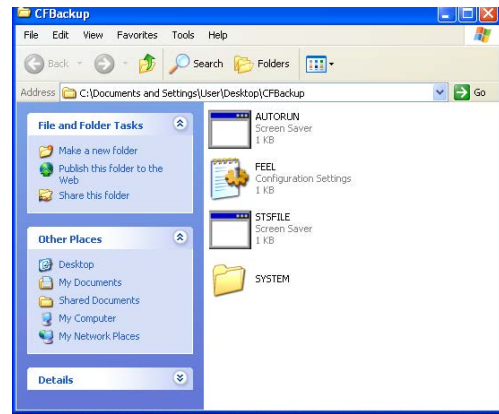 CFBackup
File Edit View Favorites Tools Help
Back Search Folders
Address C:\Documents and Settings\User\Desktop\CFBackup Go
File and Folder Tasks
Make a new folder
Publish this folder to the
Web
Share this folder
Other Places
Desktop
My Documents
Shared Documents
My Computer
My Network Places
Details
AUTORUN
Screen Saver
1 KB
FEEL
Configuration Settings
1 KB
STSFILE
Screen Saver
1 KB
SYSTEM